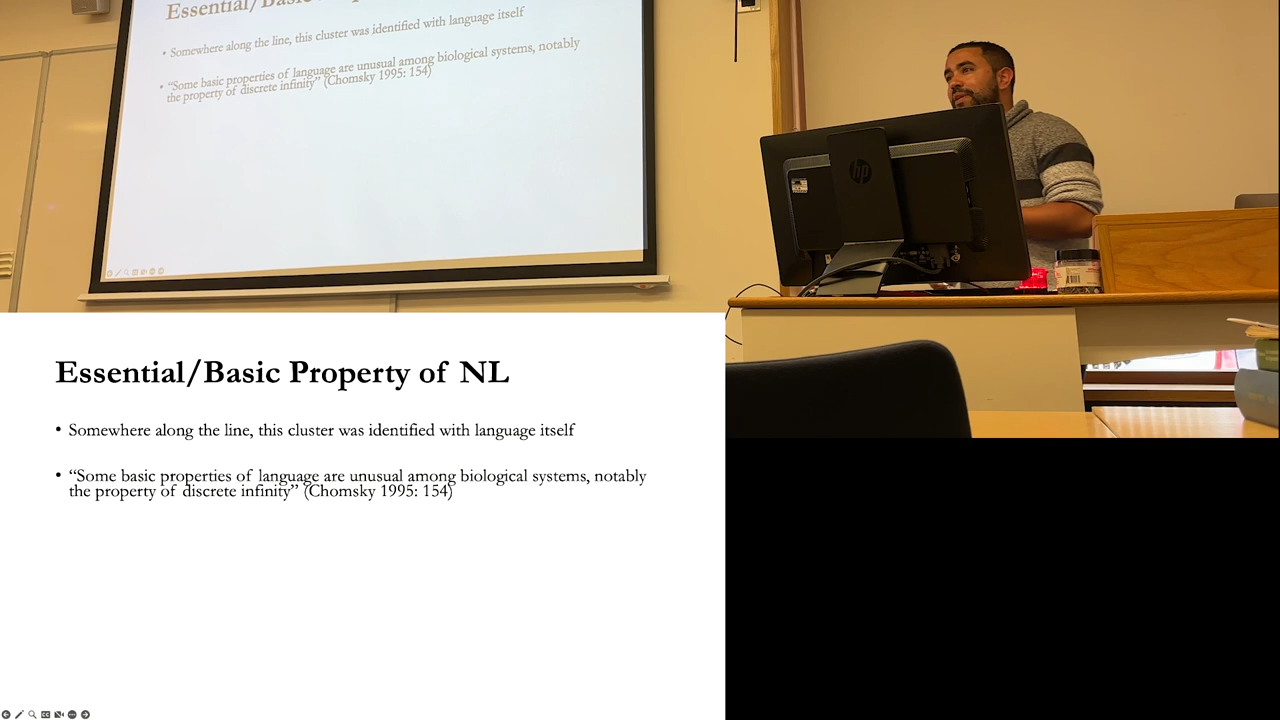 Essential/Basic
• Somewhere along the line, this cluster was identified with language itself
• “Some basic properties of language are unusual among biological systems, notably
the property of discrete infinity” (Chomsky 1995: 154)
hp
Essential/Basic Property of NL
• Somewhere along the line, this cluster was identified with language itself
• “Some basic properties of language are unusual among biological systems, notably
the property of discrete infinity” (Chomsky 1995: 154)